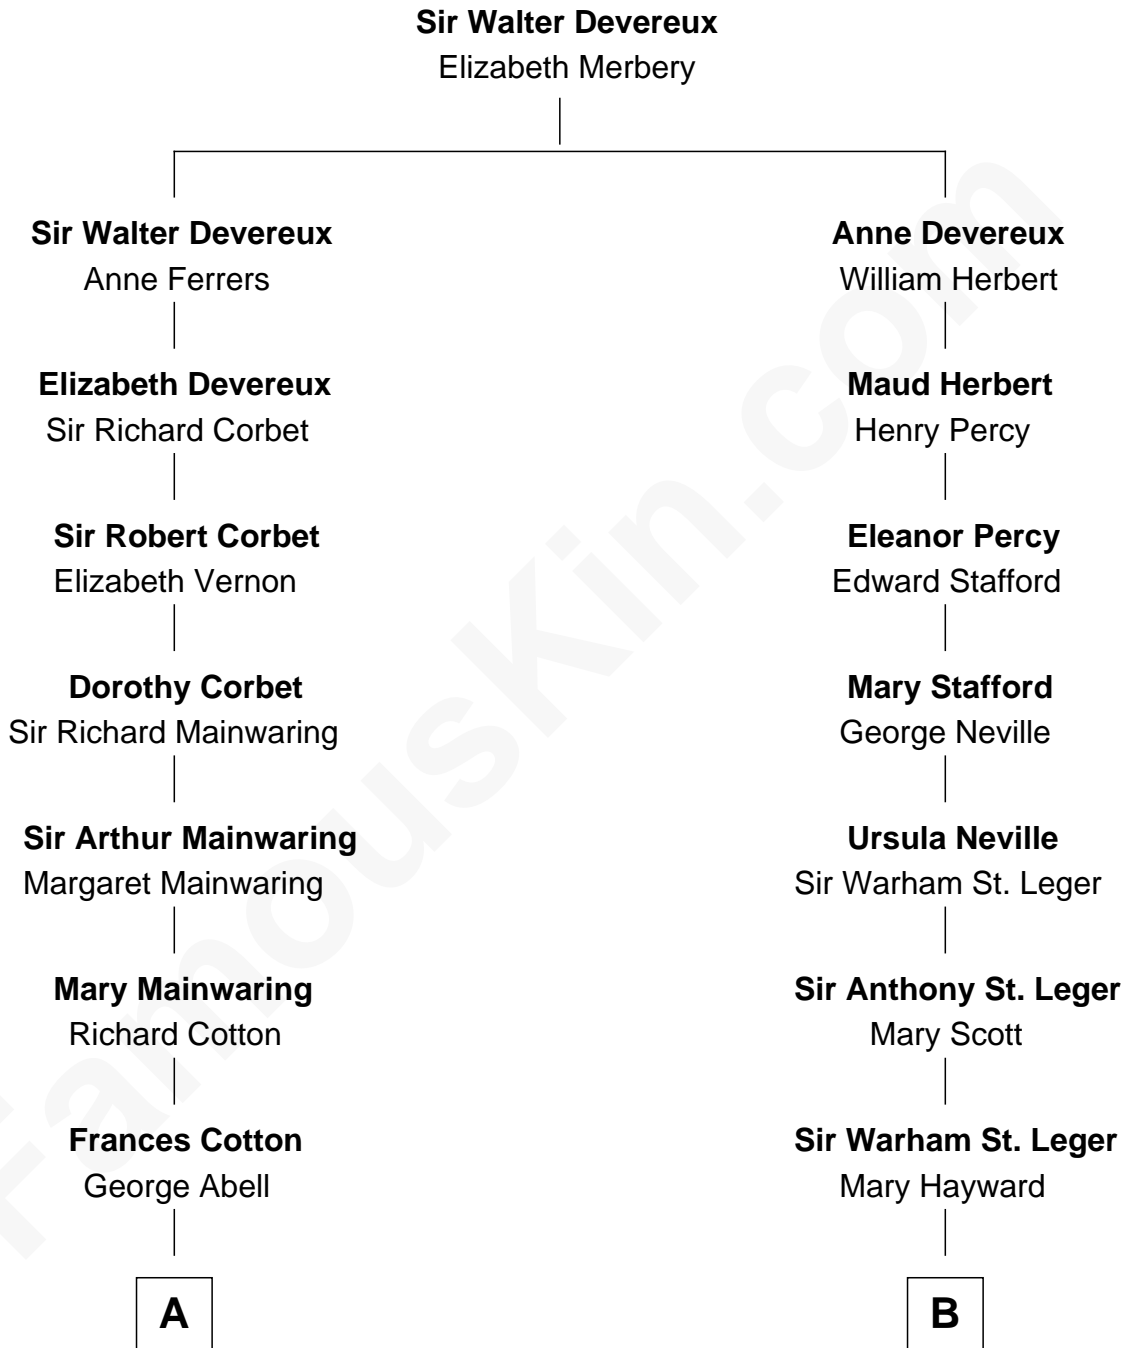 Sir Walter Devereux
Elizabeth Merbery
Sir Walter Devereux
Anne Ferrers
Anne Devereux
William Herbert
Elizabeth Devereux
Sir Richard Corbet
Maud Herbert
Henry Percy
Sir Robert Corbet
Elizabeth Vernon
Eleanor Percy
Edward Stafford
Dorothy Corbet
Sir Richard Mainwaring
Mary Stafford
George Neville
Sir Arthur Mainwaring
Margaret Mainwaring
Ursula Neville
Sir Warham St. Leger
Mary Mainwaring
Richard Cotton
Sir Anthony St. Leger
Mary Scott
Frances Cotton
George Abell
Sir Warham St. Leger
Mary Hayward
A
B
FamousKin.com